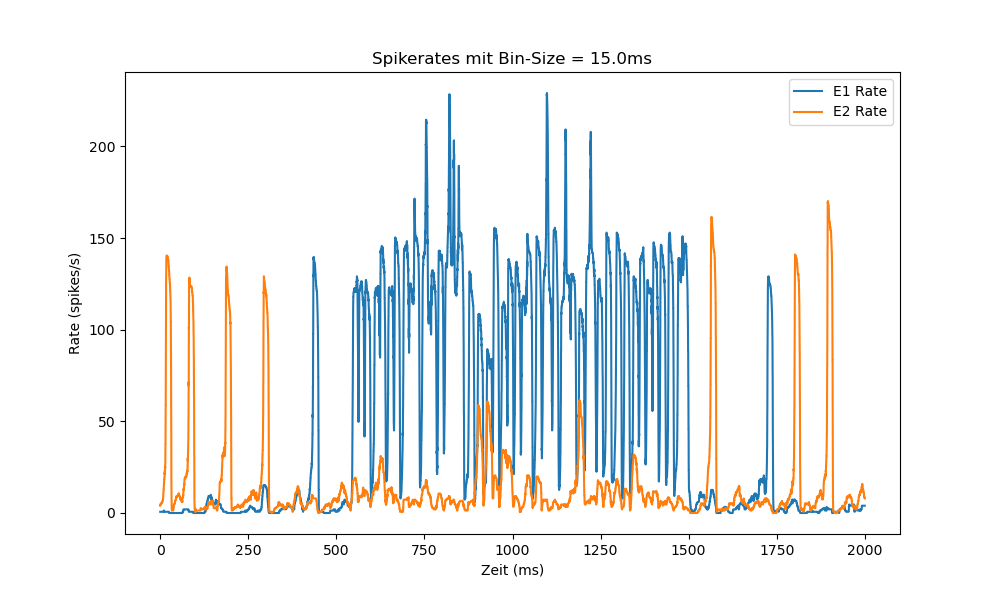 Spikerates mit Bin-Size = 15.0ms
E1 Rate
E2 Rate
200
150
100
50
0
Rate (spikes/s)
0 250 500 750 1000 1250 1500 1750 2000
Zeit (ms)